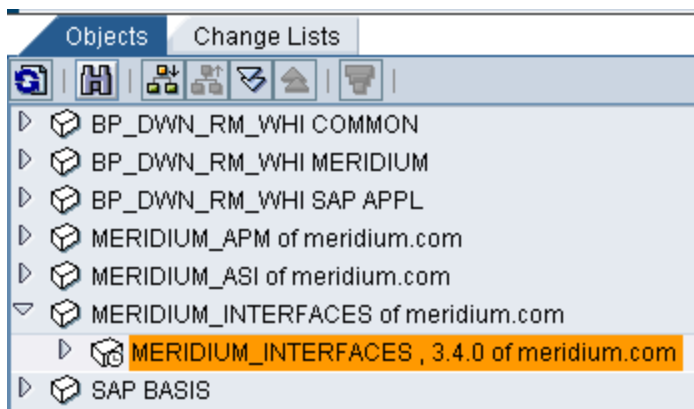 Objects Change Lists
BP_DWN_RM_WHI COMMON
BP_DWN_RM_WHI MERIDIUM
BP_DWN_RM_WHI SAP APPL
MERIDIUM_APM of meridium.com
MERIDIUM_ASI of meridium.com
MERIDIUM_INTERFACES of meridium.com
MERIDIUM_INTERFACES , 3.4.0 of meridium.com
SAP BASIS